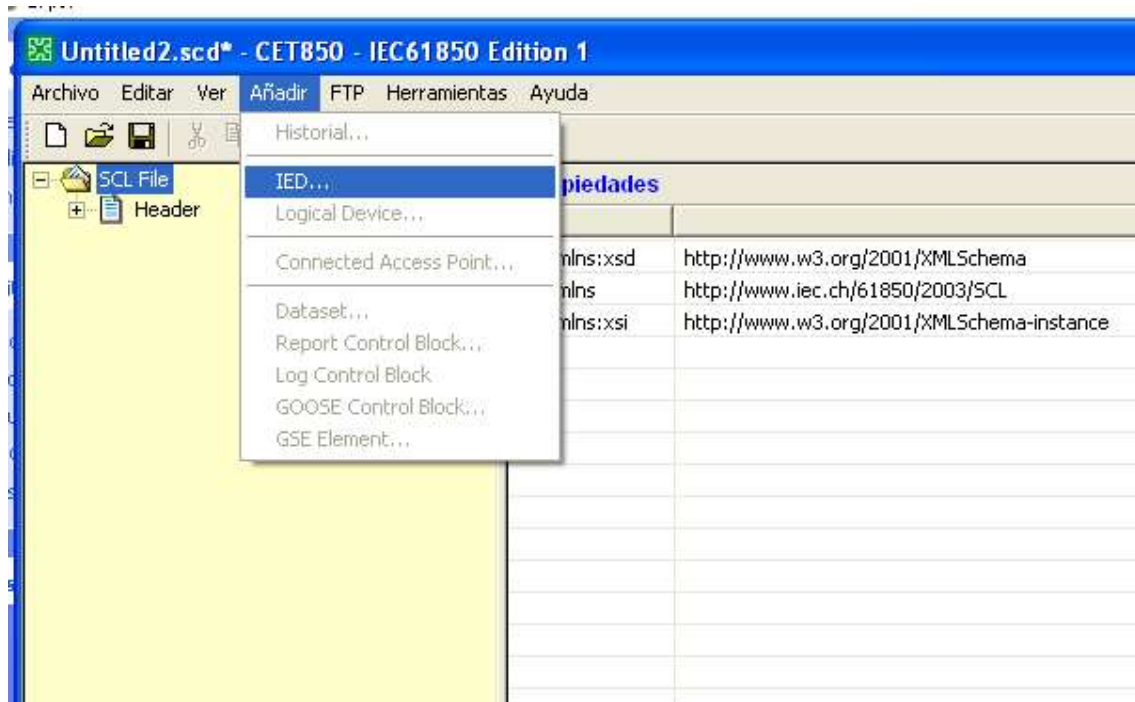 Untitled2.scd* - CET850 - IEC61850 Edition 1
Archivo Editar Ver Añadir FTP Herramientas Ayuda
Historial...
SCL File
IED...
piedades
Header
Logical Device...
Connected Access Point...
mlns:xsd http://www.w3.org/2001/XMLSchema
mlns http://www.iec.ch/61850/2003/SCL
Dataset...
mlns:xsi http://www.w3.org/2001/XMLSchema-instance
Report Control Block...
Log Control Block
GOOSE Control Block...
GSE Element...